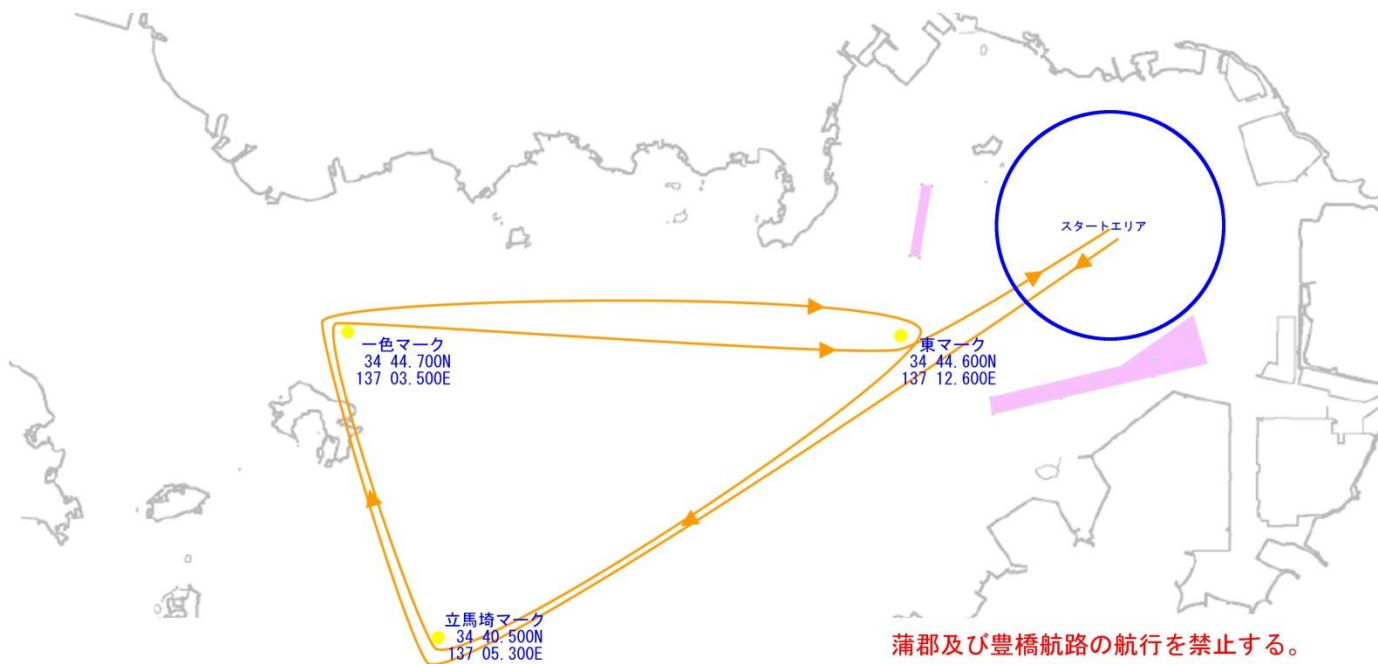 スタートエリア
一色マーク
34 44.700N
137 03.500E
東マーク
34 44.600N
137 12.600E
立馬埼マーク
34 40.500N
137 05.300E
蒲郡及び豊橋航路の航行を禁止する。